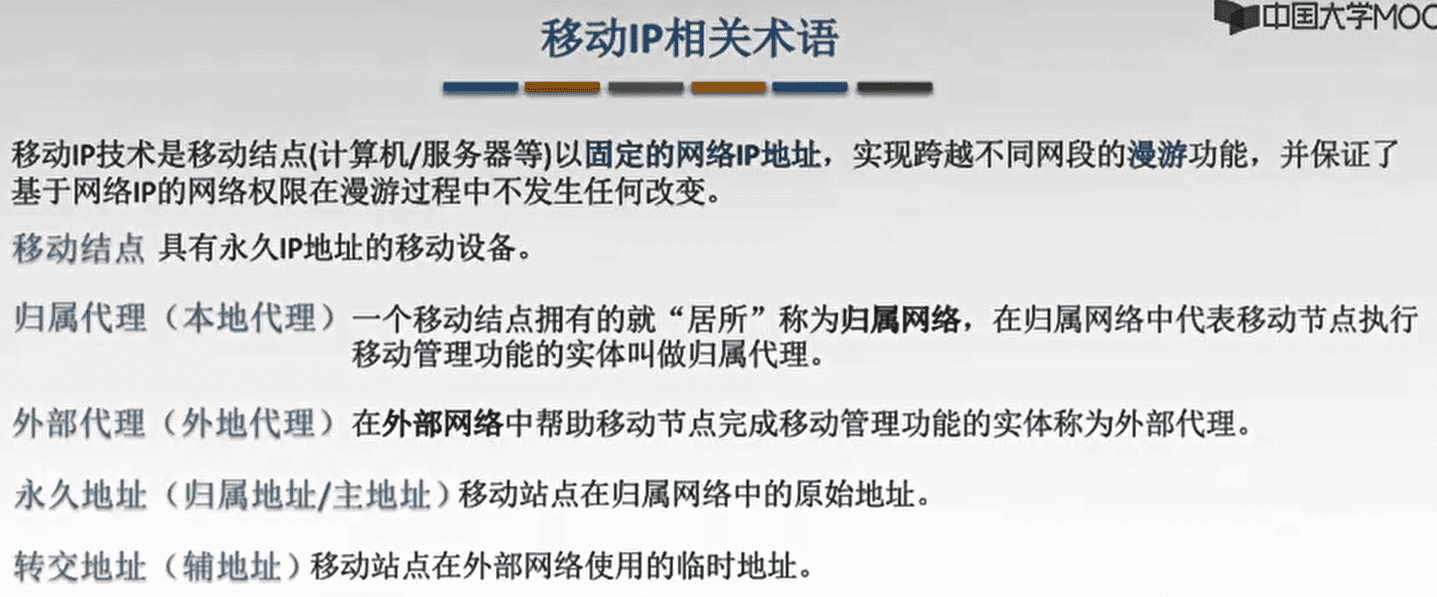 中国大学MOC
移动IP相关术语
移动IP技术是移动结点(计算机/服务器等)以固定的网络IP地址，实现跨越不同网段的漫游功能，并保证了
基于网络IP的网络权限在漫游过程中不发生任何改变。
移动结点 具有永久IP地址的移动设备。
归属代理（本地代理）一个移动结点拥有的就“居所”称为归属网络，在归属网络中代表移动节点执行
移动管理功能的实体叫做归属代理。
外部代理（外地代理）在外部网络中帮助移动节点完成移动管理功能的实体称为外部代理。
永久地址（归属地址/主地址）移动站点在归属网络中的原始地址。
转交地址（辅地址）移动站点在外部网络使用的临时地址。